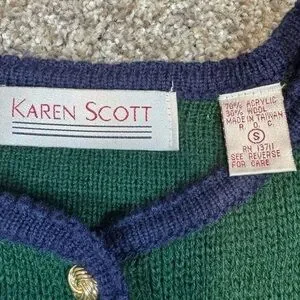 KAREN SCOTT
70% ACRYLIC
30% WOOL
MADE IN TAIWAN
R. O. C.
S
RN 13711
SEE REVERSE
FOR CARE